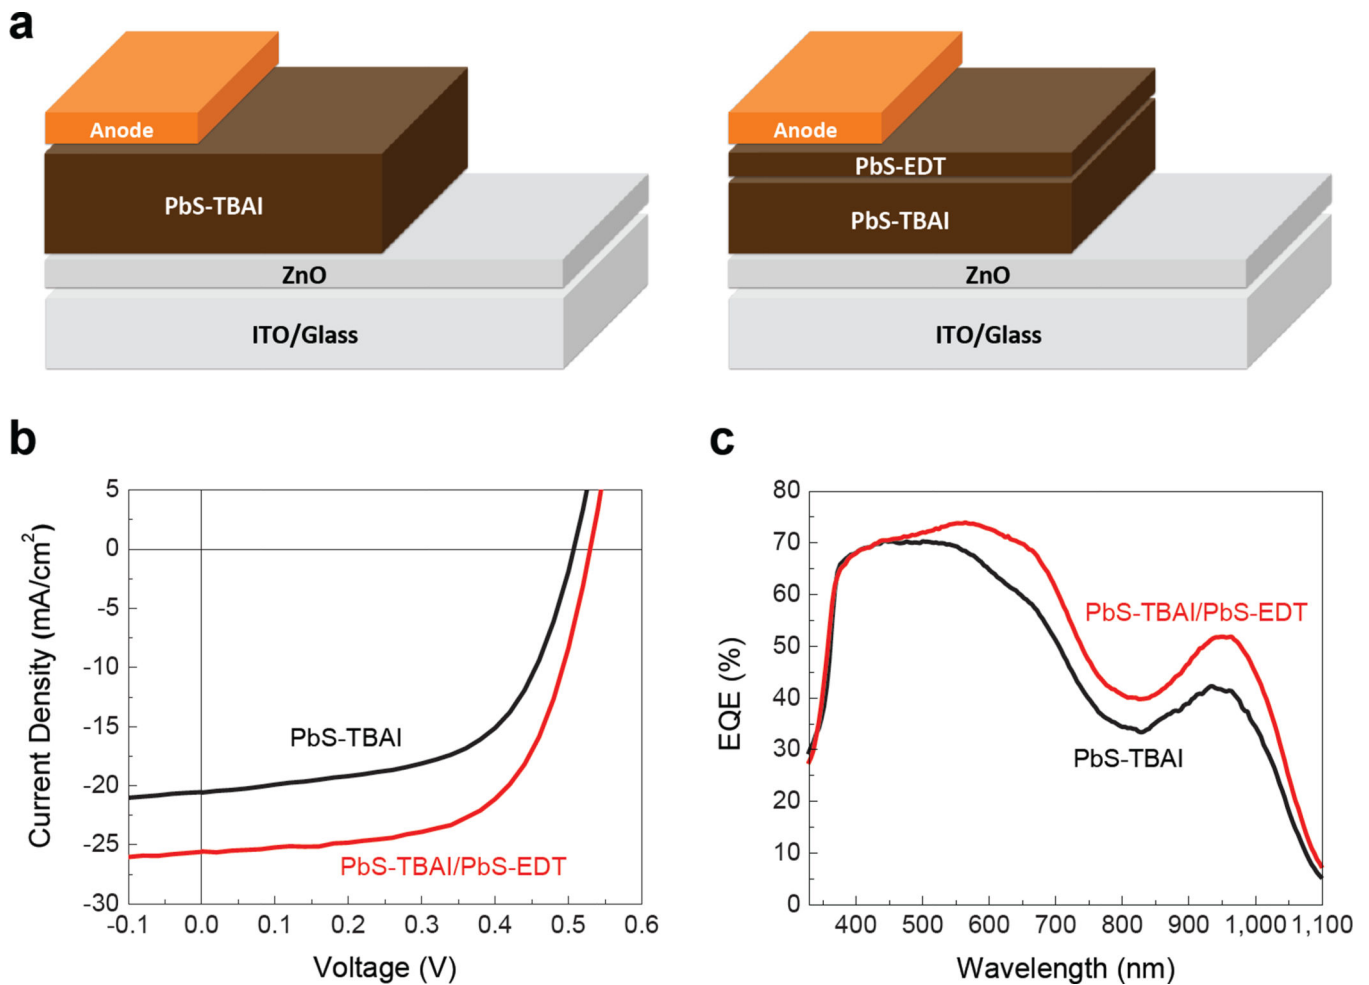 a
Anode
PbS-TBAI
ZnO
ITO/Glass
Anode
PbS-EDT
PbS-TBAI
ZnO
ITO/Glass
b
Current Density (mA/cm²)
5
0
-5
-10
-15
-20
-25
-30
PbS-TBAI
PbS-TBAI/PbS-EDT
-0.1 0.0 0.1 0.2 0.3 0.4 0.5 0.6
Voltage (V)
c
EQE (%)
80
70
60
50
40
30
20
10
0
PbS-TBAI/PbS-EDT
PbS-TBAI
400 500 600 700 800 900 1,000 1,100
Wavelength (nm)